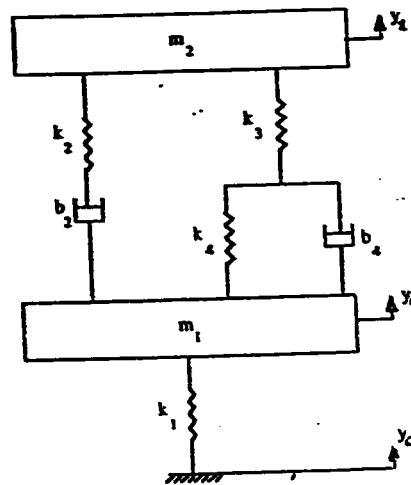 m₂
y₂
k₂
k₃
b₂
k₄
b₄
y₁
m₁
k₁
y₀